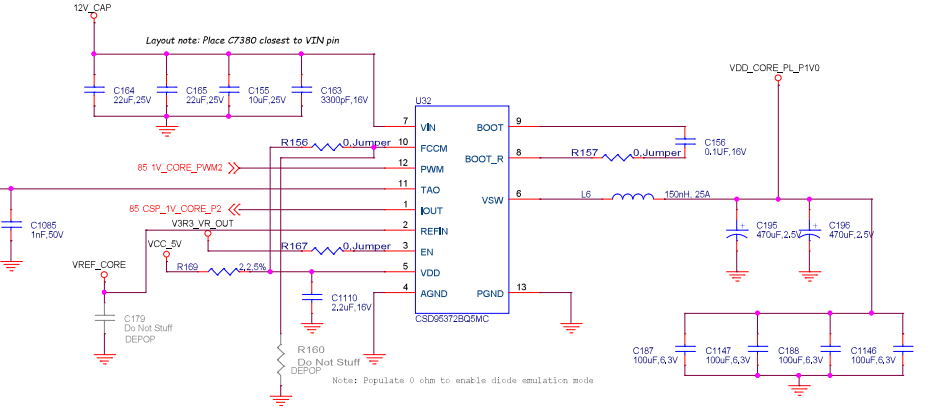 12V_CAP
Layout note: Place C7380 closest to VIN pin
VDD_CORE_PL_P1V0
C164
22uF,25V
C165
22uF,25V
C155
10uF,25V
C163
3300pF,16V
U32
7 VIN
10 FCCM
12 PWM
11 TAO
1 IOUT
2 REFIN
3 EN
5 VDD
4 AGND
BOOT 9
BOOT_R 8
VSW 6
PGND 13
CSD95372BQ5MC
R156 0,Jumper
85 1V_CORE_PWM2
85 CSP_1V_CORE_P2
V3R3_VR_OUT
R167 0,Jumper
VCC_5V
R169 2,2,5%
C1085
1nF,50V
VREF_CORE
C179
Do Not Stuff
DEPOP
C1110
2.2uF,16V
R160
Do Not Stuff
DEPOP
Note: Populate 0 ohm to enable diode emulation mode
C156
0.1UF,16V
R157 0,Jumper
L6 150nH, 25A
C195
470uF,2.5V
C196
470uF,2.5V
C187
100uF,6.3V
C1147
100uF,6.3V
C188
100uF,6.3V
C1146
100uF,6.3V